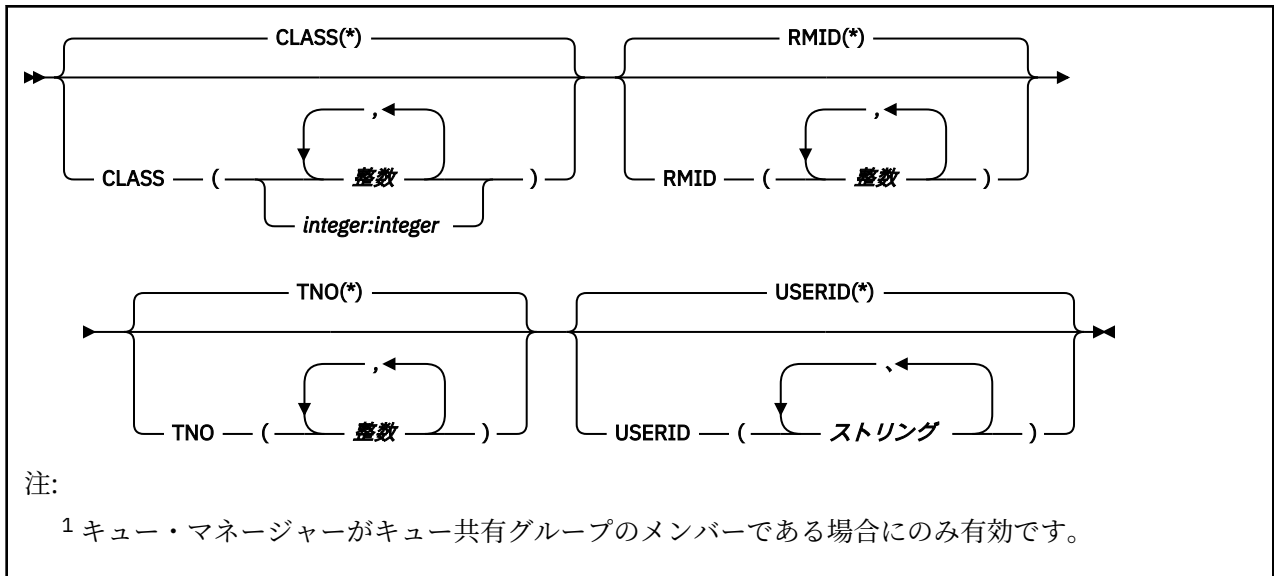 CLASS(*) RMID(*)
, ,
CLASS ( 整数 ) RMID ( 整数 )
integer:integer
TNO(*) USERID(*)
, 、
TNO ( 整数 ) USERID ( ストリング )
注:
1 キュー・マネージャーがキュー共有グループのメンバーである場合にのみ有効です。